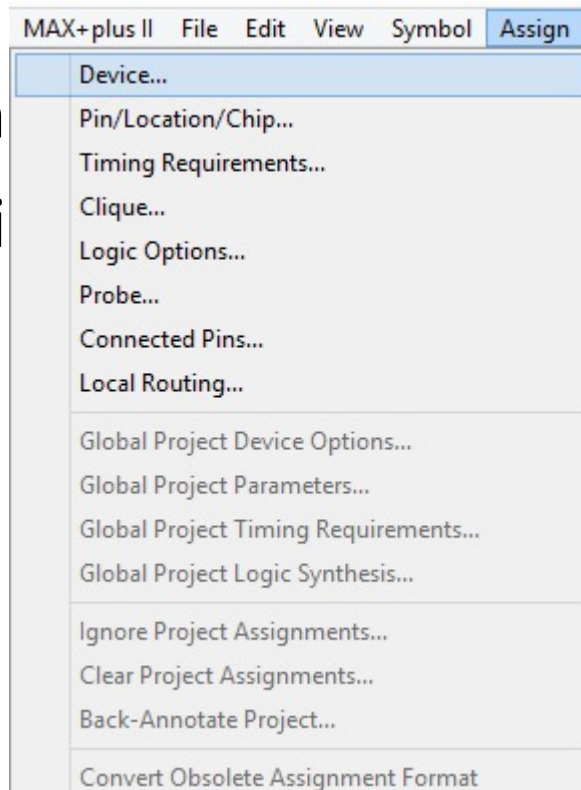 MAX+plus II File Edit View Symbol Assign
Device...
Pin/Location/Chip...
Timing Requirements...
Clique...
Logic Options...
Probe...
Connected Pins...
Local Routing...
Global Project Device Options...
Global Project Parameters...
Global Project Timing Requirements...
Global Project Logic Synthesis...
Ignore Project Assignments...
Clear Project Assignments...
Back-Annotate Project...
Convert Obsolete Assignment Format